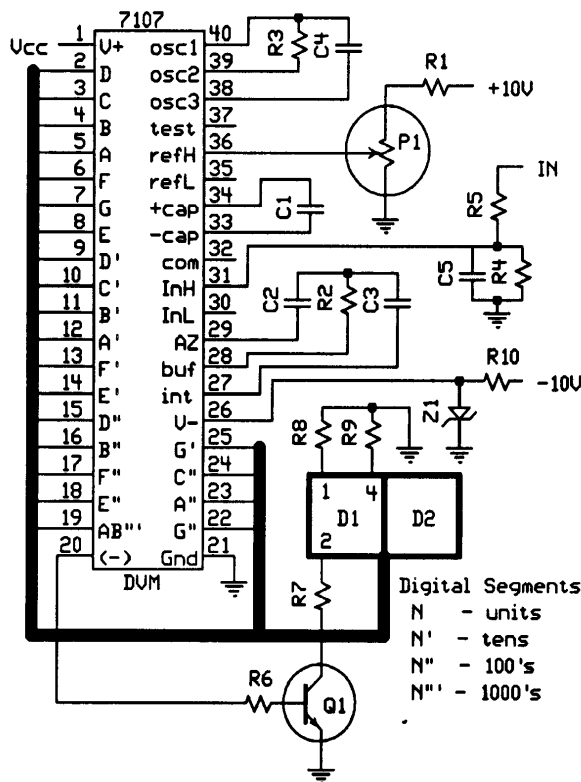 7107
Vcc 1 V+ osc1 40
2 D osc2 39
3 C osc3 38
4 B test 37
5 A refH 36
6 F refL 35
7 G +cap 34
8 E -cap 33
9 D' com 32
10 C' InH 31
11 B' InL 30
12 A' AZ 29
13 F' buf 28
14 E' int 27
15 D" V- 26
16 B" G' 25
17 F" C" 24
18 E" A" 23
19 AB"' G" 22
20 (-) Gnd 21
DVM
R3
C4
R1
+10V
P1
C1
IN
R5
C5
R4
C2
R2
C3
R10
-10V
Z1
R8
R9
1 4
D1 D2
2
R7
R6
Q1
Digital Segments
N - units
N' - tens
N" - 100's
N"' - 1000's